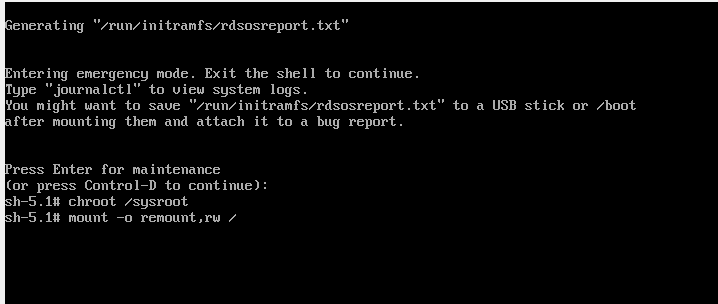 Generating "/run/initramfs/rdsosreport.txt"
Entering emergency mode. Exit the shell to continue.
Type "journalctl" to view system logs.
You might want to save "/run/initramfs/rdsosreport.txt" to a USB stick or /boot
after mounting them and attach it to a bug report.
Press Enter for maintenance
(or press Control-D to continue):
sh-5.1# chroot /sysroot
sh-5.1# mount -o remount,rw /